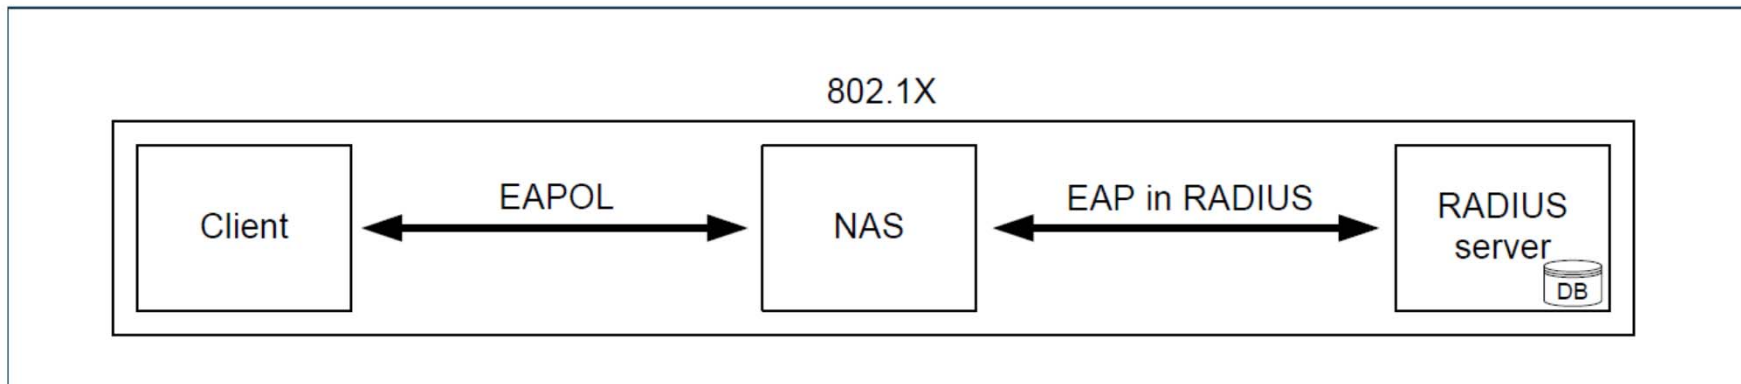 802.1X
Client
EAPOL
NAS
EAP in RADIUS
RADIUS
server
DB